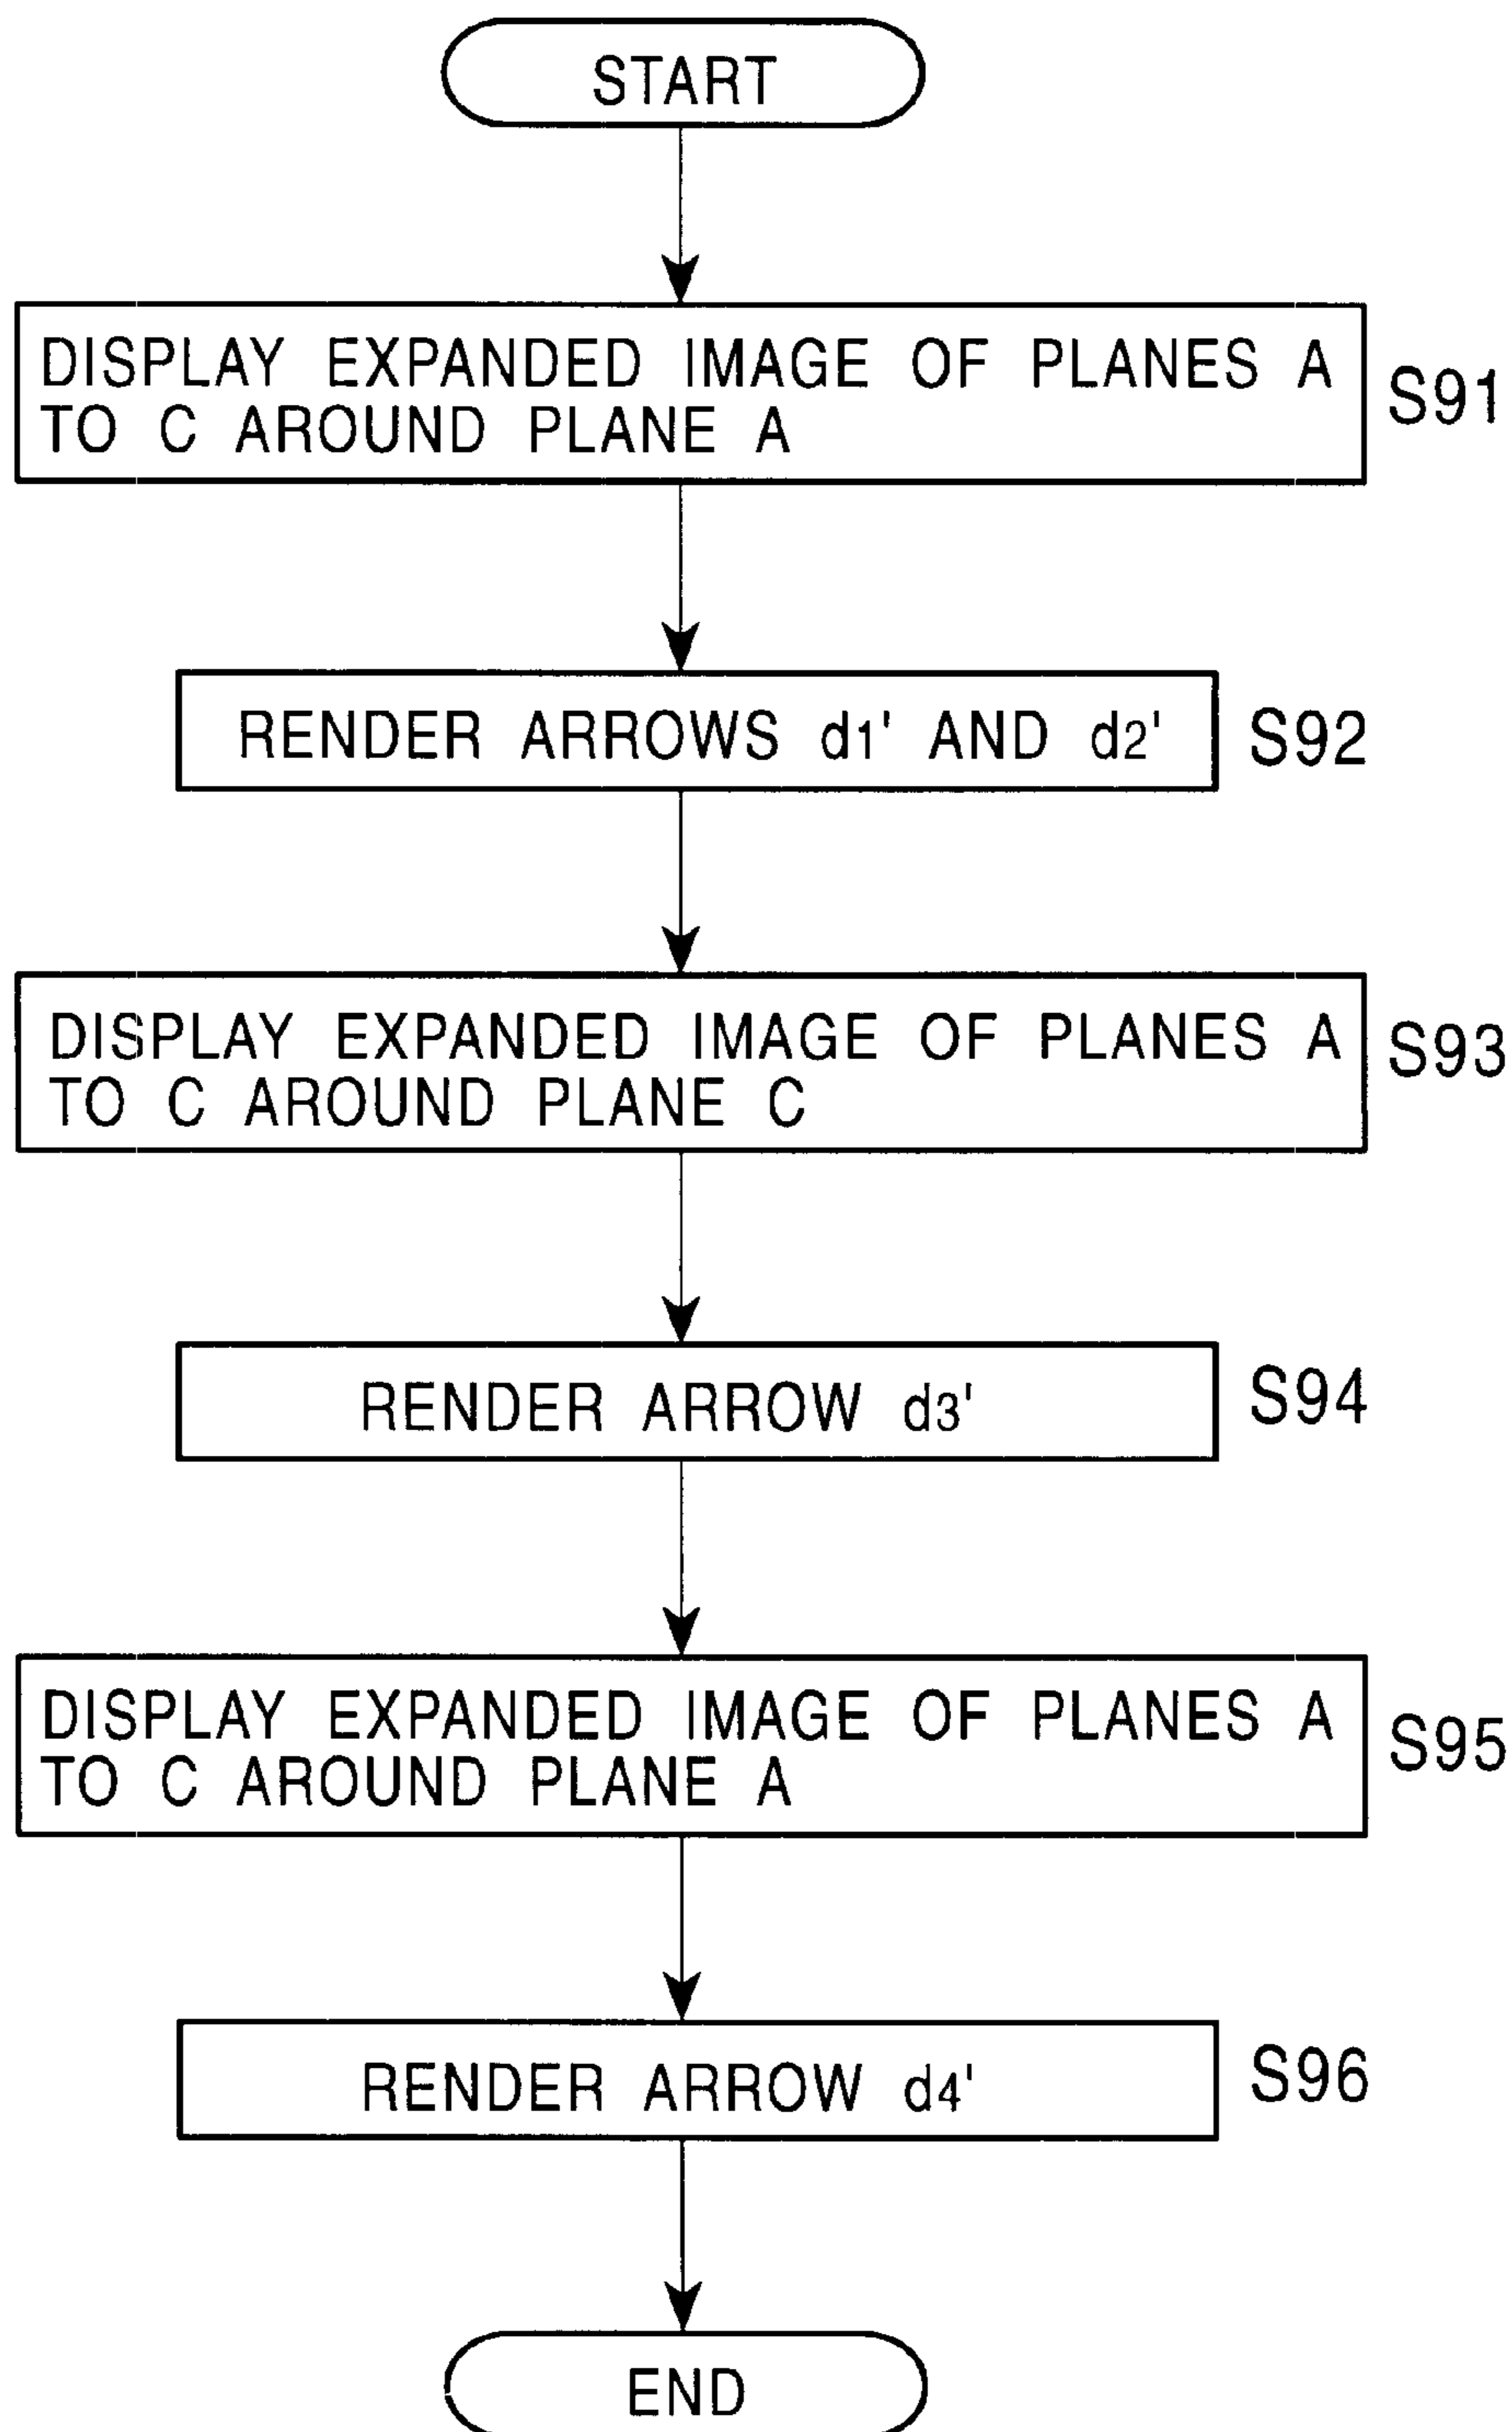 START
DISPLAY EXPANDED IMAGE OF PLANES A
TO C AROUND PLANE A
S91
RENDER ARROWS d1' AND d2'
S92
DISPLAY EXPANDED IMAGE OF PLANES A
TO C AROUND PLANE C
S93
RENDER ARROW d3'
S94
DISPLAY EXPANDED IMAGE OF PLANES A
TO C AROUND PLANE A
S95
RENDER ARROW d4'
S96
END